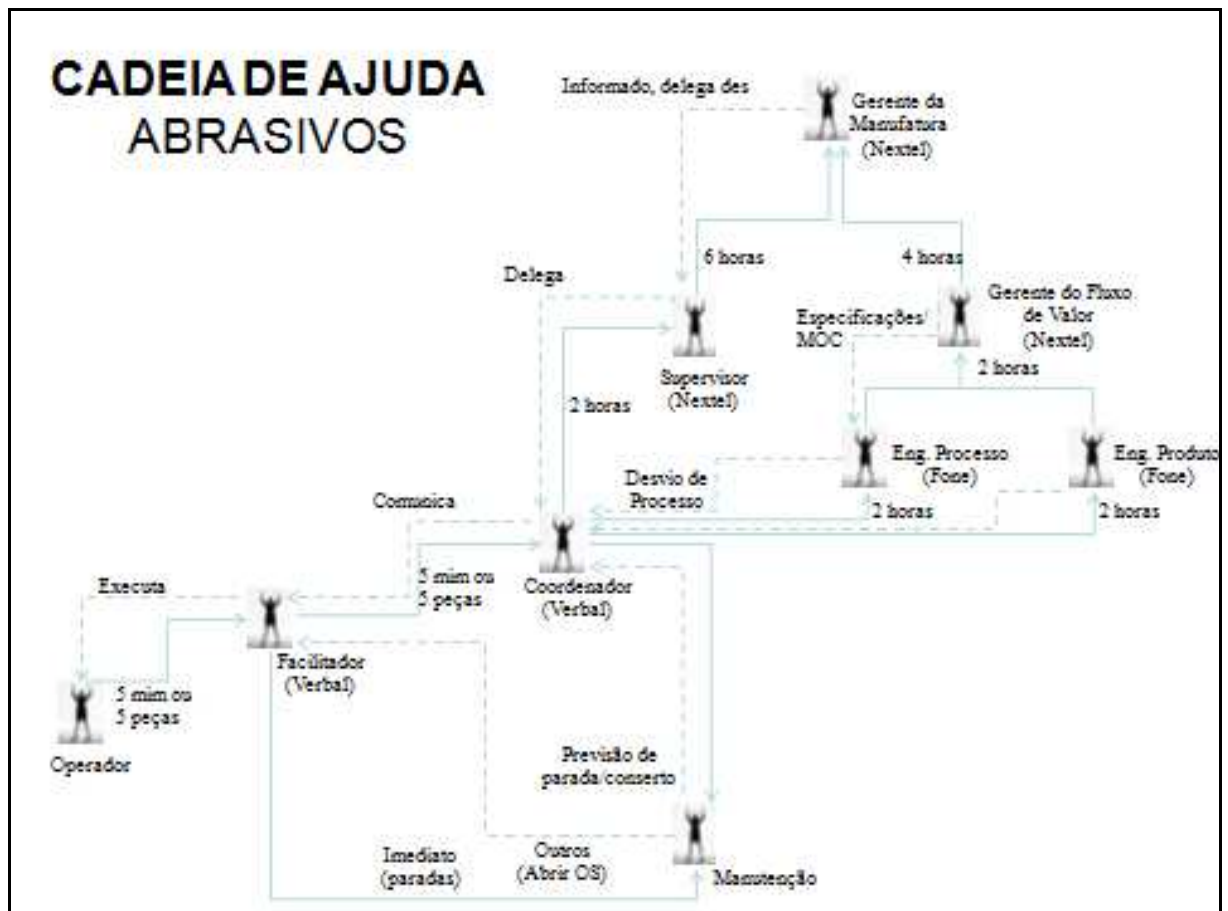 CADEIA DE AJUDA
ABRASIVOS
Informado, delega des
Gerente da
Manufatura
(Nextel)
6 horas
4 horas
Delega
Gerente do Fluxo
de Valor
(Nextel)
Especificações/
MOC
Supervisor
(Nextel)
2 horas
2 horas
Eng. Processo
(Fone)
Eng. Produto
(Fone)
Desvio de
Processo
2 horas
2 horas
Comunica
Coordenador
(Verbal)
5 mim ou
5 peças
Executa
Facilitador
(Verbal)
5 mim ou
5 peças
Operador
Previsão de
parada/conserto
Imediato
(paradas)
Outros
(Abrir OS)
Manutenção